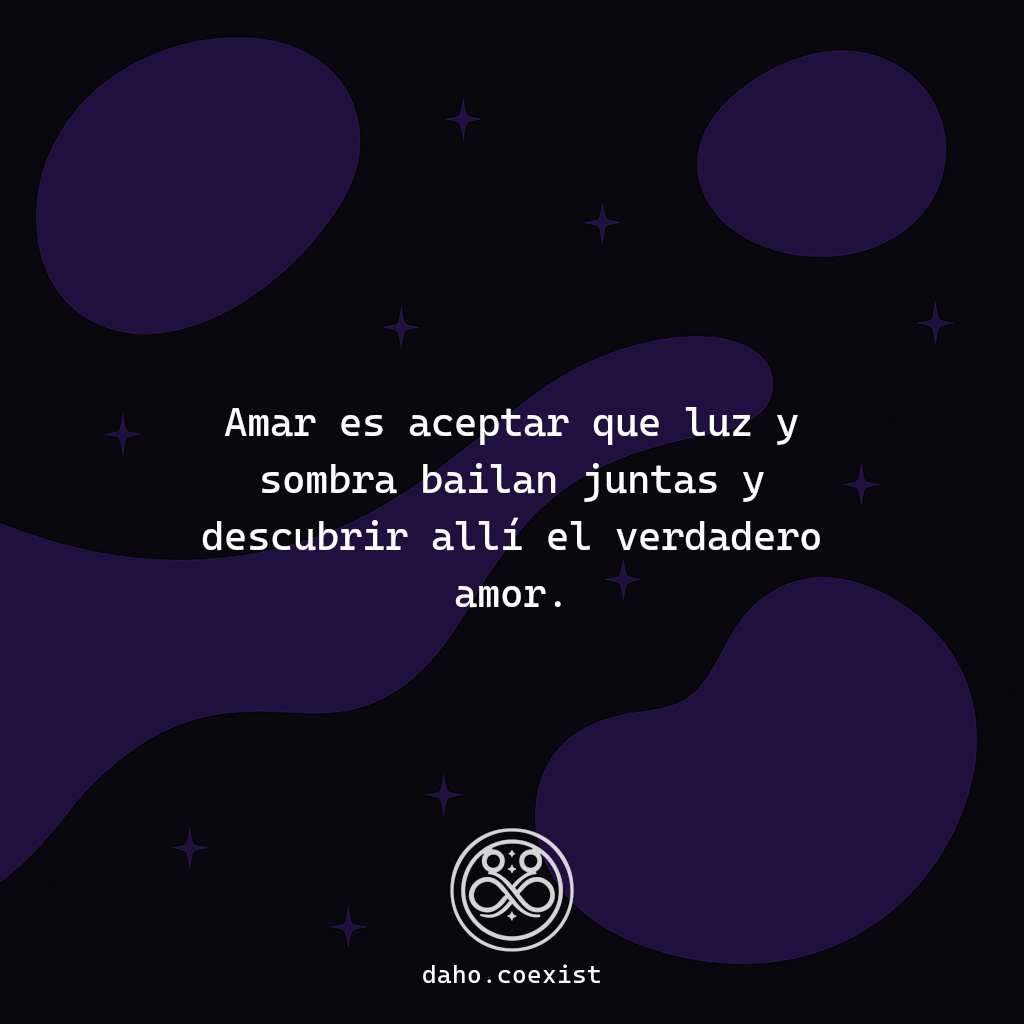 Amar es aceptar que luz y
sombra bailan juntas y
descubrir allí el verdadero
amor.
daho.coexist